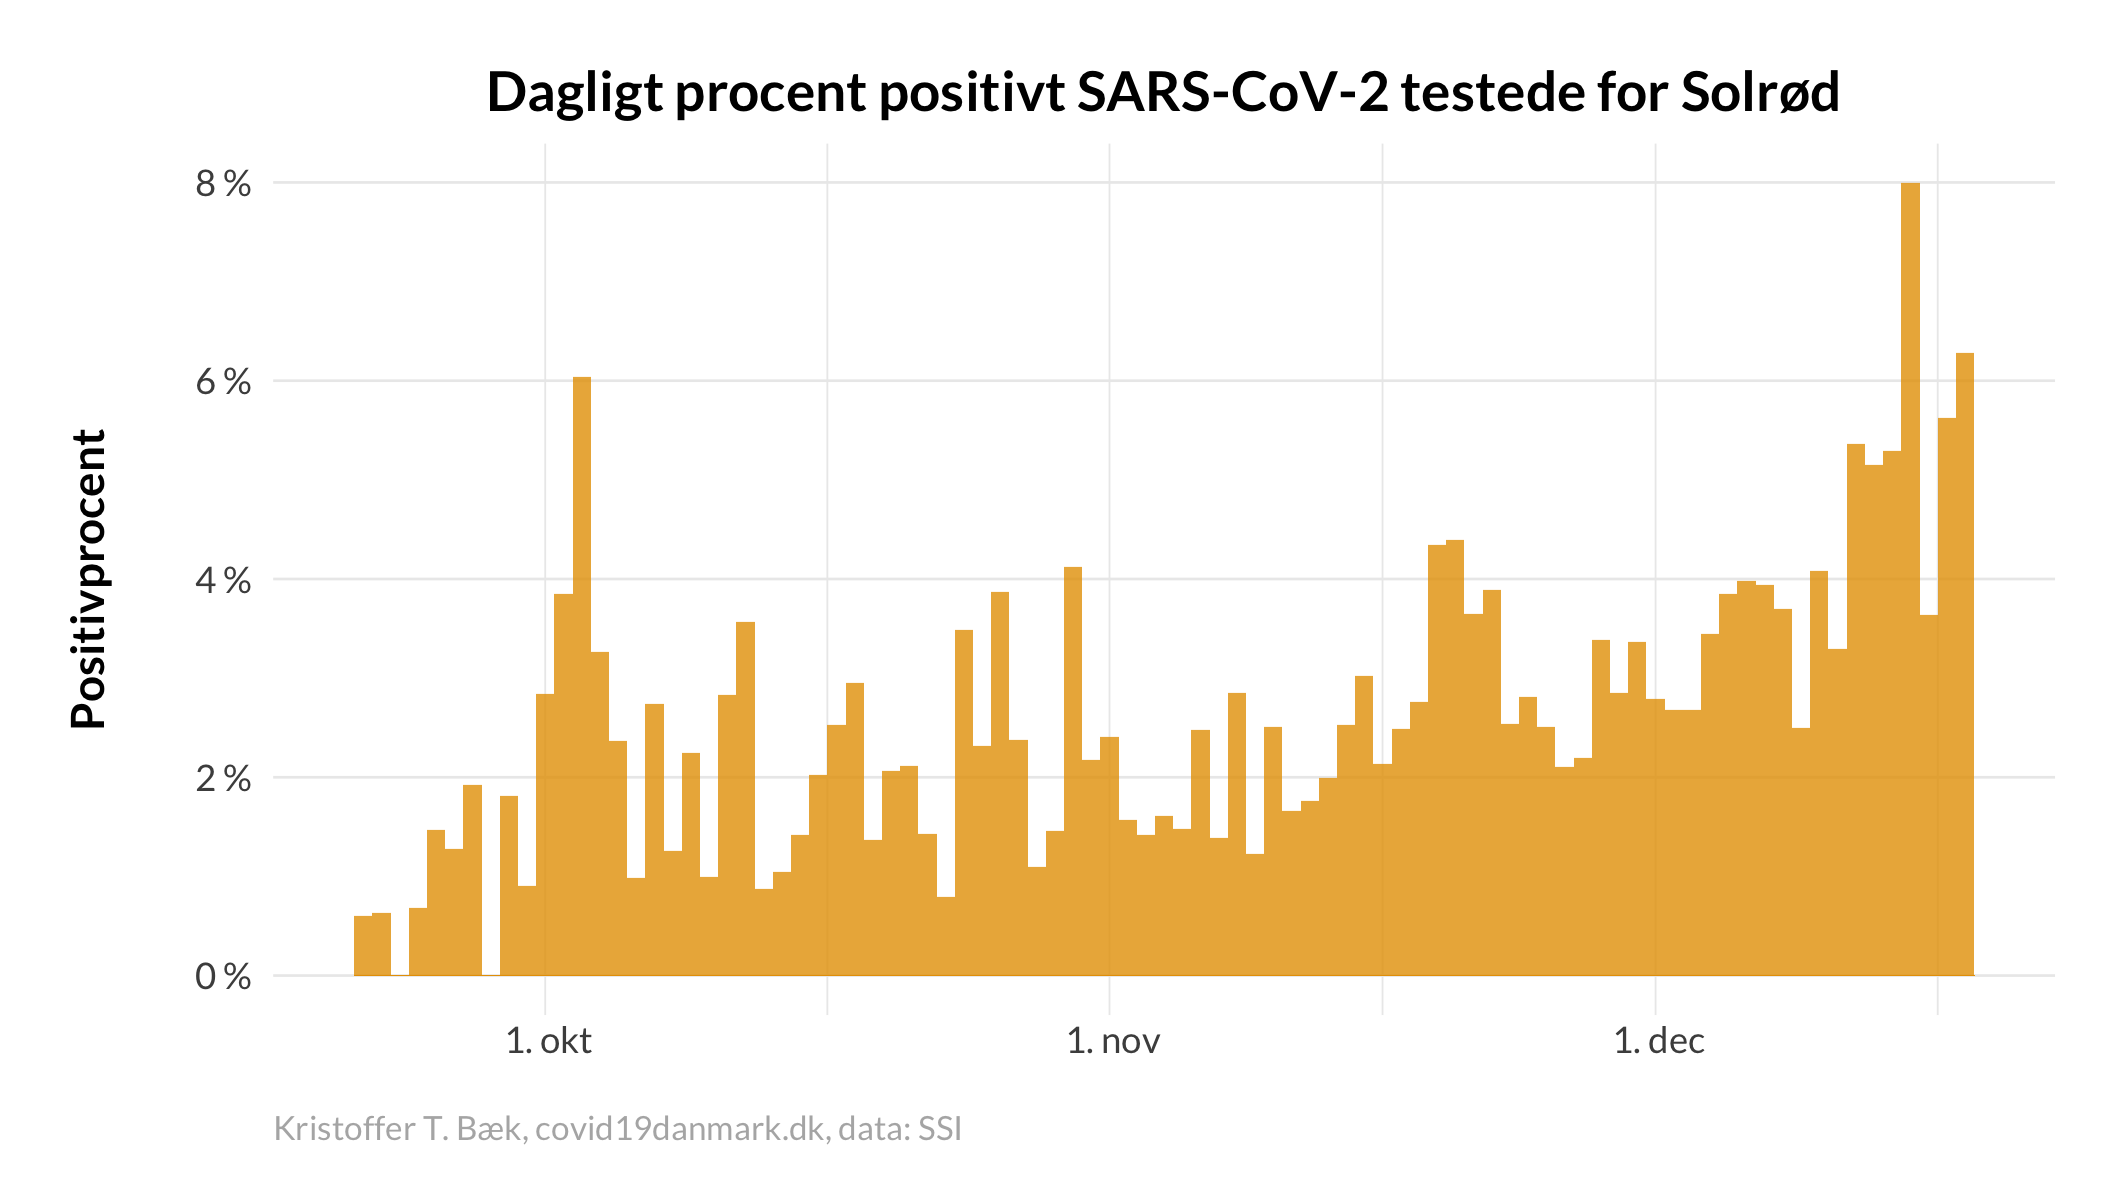 Dagligt procent positivt SARS-CoV-2 testede for Solrød
Positivprocent
8 %
6 %
4 %
2 %
0 %
1. okt
1. nov
1. dec
Kristoffer T. Bæk, covid19danmark.dk, data: SSI